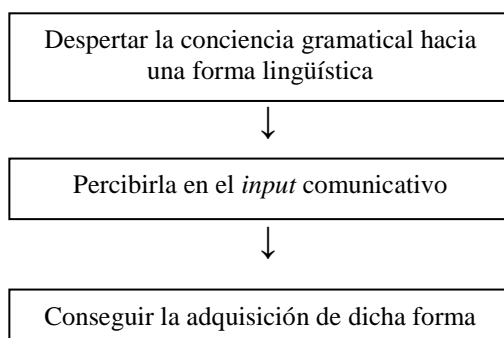 Despertar la conciencia gramatical hacia
una forma lingüística
↓
Percibirla en el input comunicativo
↓
Conseguir la adquisición de dicha forma